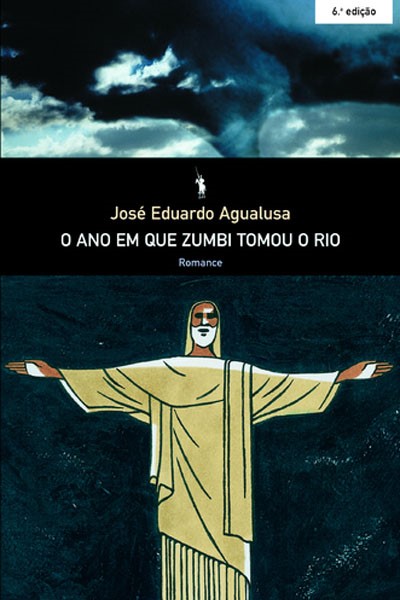 6.ª edição
José Eduardo Agualusa
O ANO EM QUE ZUMBI TOMOU O RIO
Romance